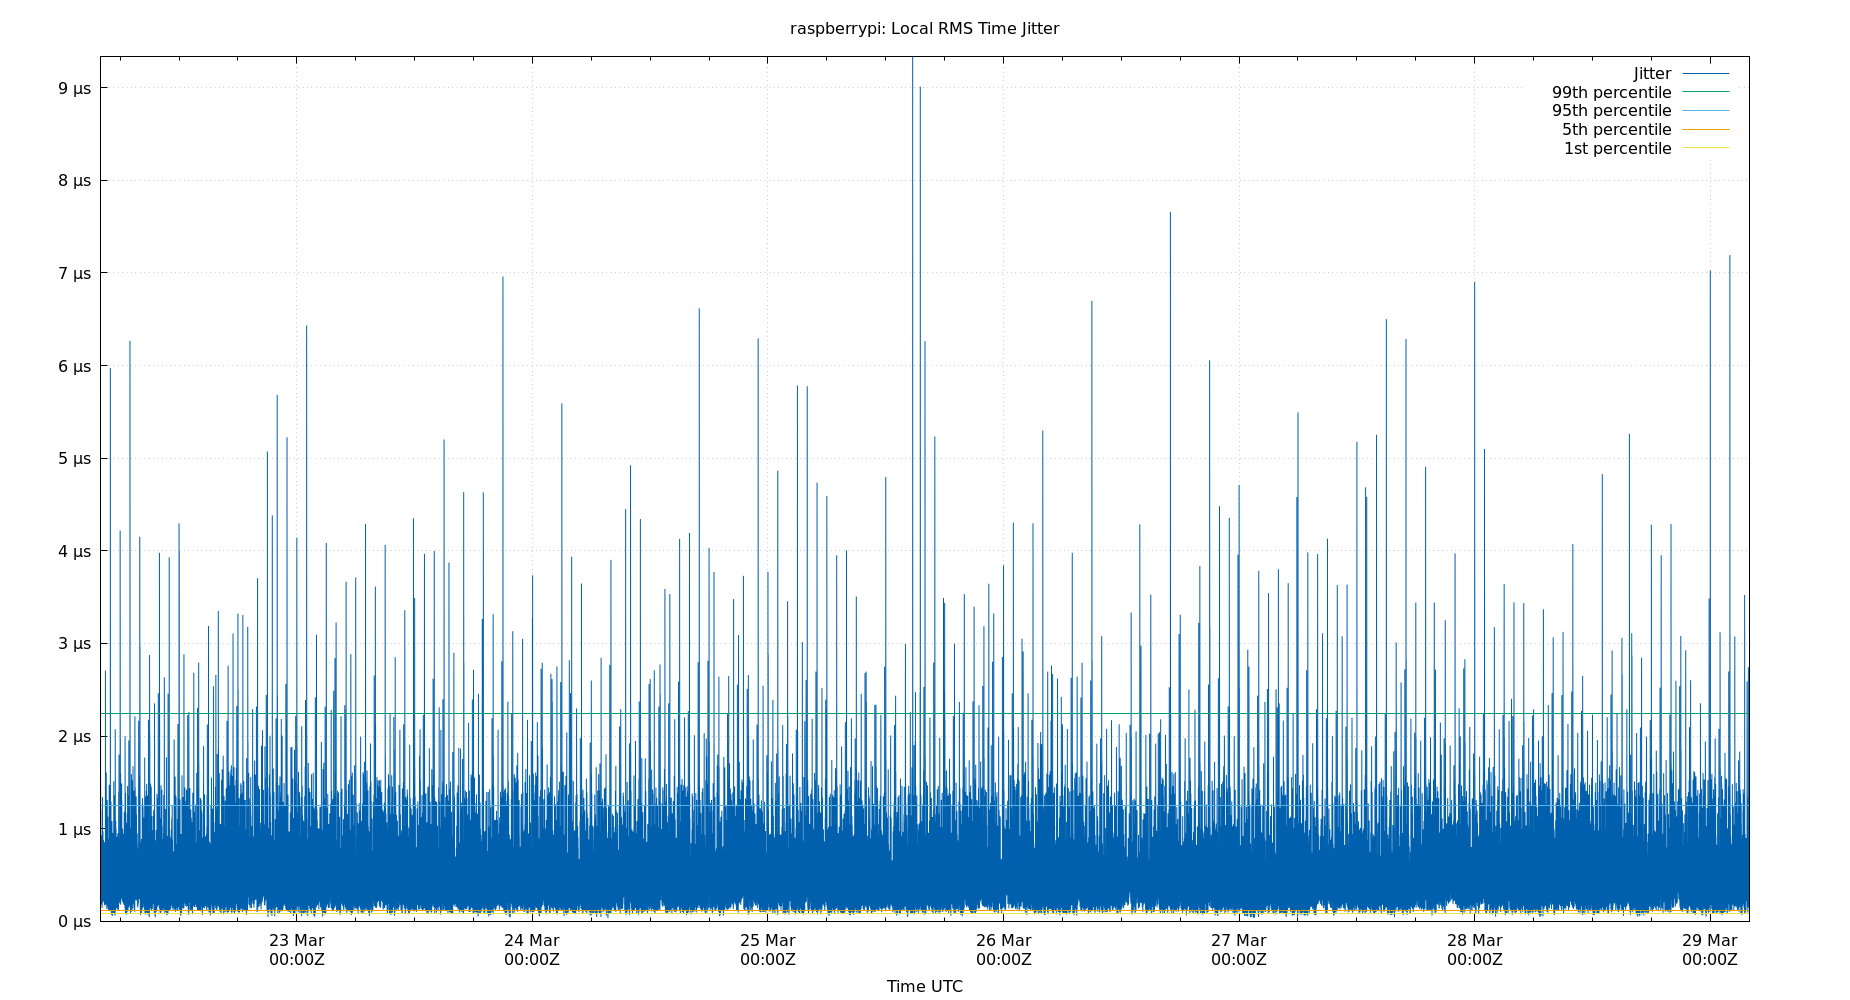 raspberrypi: Local RMS Time Jitter
Jitter
99th percentile
95th percentile
5th percentile
1st percentile
9 µs
8 µs
7 µs
6 µs
5 µs
4 µs
3 µs
2 µs
1 µs
0 µs
23 Mar 24 Mar 25 Mar 26 Mar 27 Mar 28 Mar 29 Mar
00:00Z 00:00Z 00:00Z 00:00Z 00:00Z 00:00Z 00:00Z
Time UTC